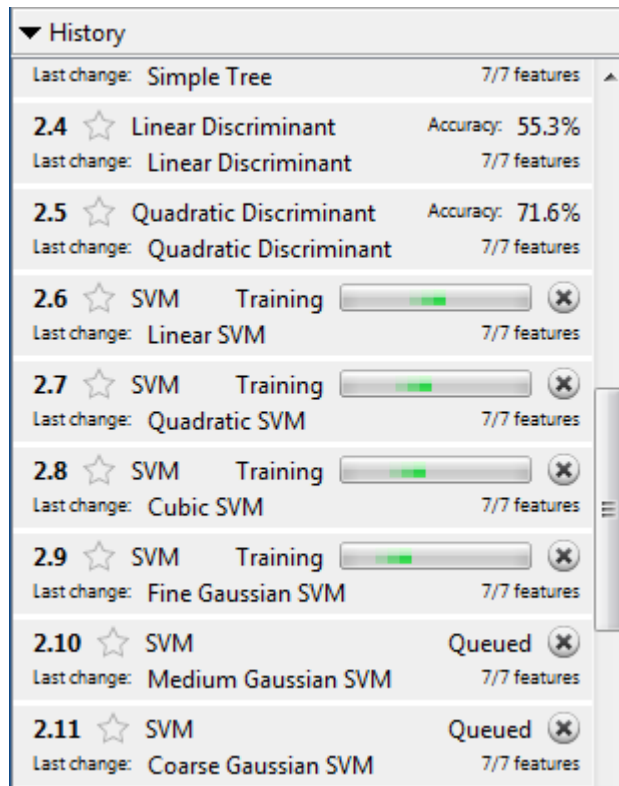 History
Last change: Simple Tree 7/7 features
2.4 Linear Discriminant Accuracy: 55.3%
Last change: Linear Discriminant 7/7 features
2.5 Quadratic Discriminant Accuracy: 71.6%
Last change: Quadratic Discriminant 7/7 features
2.6 SVM Training
Last change: Linear SVM 7/7 features
2.7 SVM Training
Last change: Quadratic SVM 7/7 features
2.8 SVM Training
Last change: Cubic SVM 7/7 features
2.9 SVM Training
Last change: Fine Gaussian SVM 7/7 features
2.10 SVM Queued
Last change: Medium Gaussian SVM 7/7 features
2.11 SVM Queued
Last change: Coarse Gaussian SVM 7/7 features